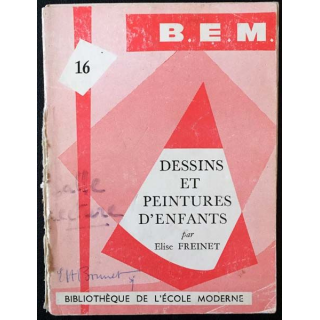 B.E.M.
16
DESSINS
ET
PEINTURES
D'ENFANTS
par
Elise FREINET
BIBLIOTHÈQUE DE L'ÉCOLE MODERNE